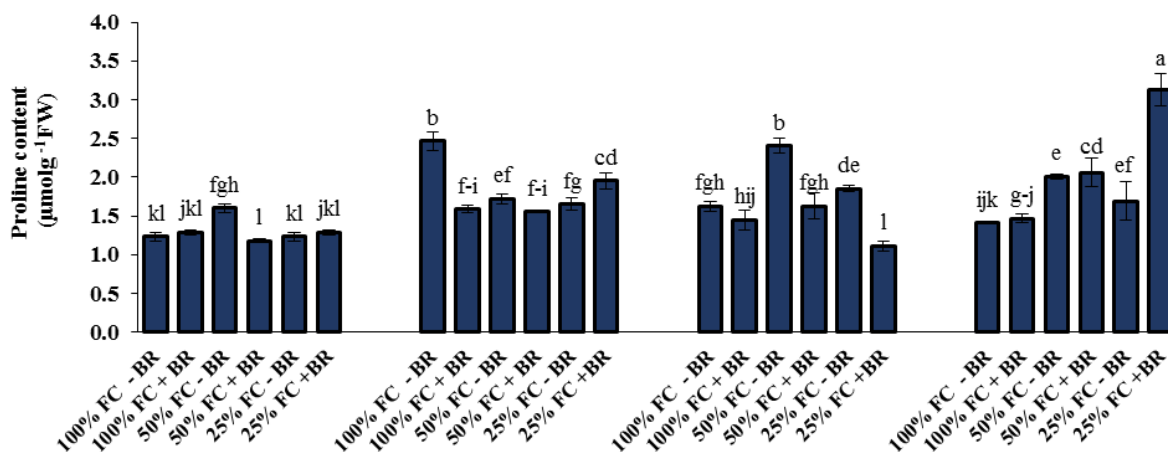 Proline content
(µmolg -1FW)
4.0
3.5
3.0
2.5
2.0
1.5
1.0
0.5
0.0
kl
jkl
fgh
l
kl
jkl
b
f-i
ef
f-i
fg
cd
fgh
hij
b
fgh
de
l
ijk
g-j
e
cd
ef
a
100% FC - BR
100% FC + BR
50% FC - BR
50% FC + BR
25% FC - BR
25% FC +BR
100% FC - BR
100% FC + BR
50% FC - BR
50% FC + BR
25% FC - BR
25% FC +BR
100% FC - BR
100% FC + BR
50% FC - BR
50% FC + BR
25% FC - BR
25% FC +BR
100% FC - BR
100% FC + BR
50% FC - BR
50% FC + BR
25% FC - BR
25% FC +BR